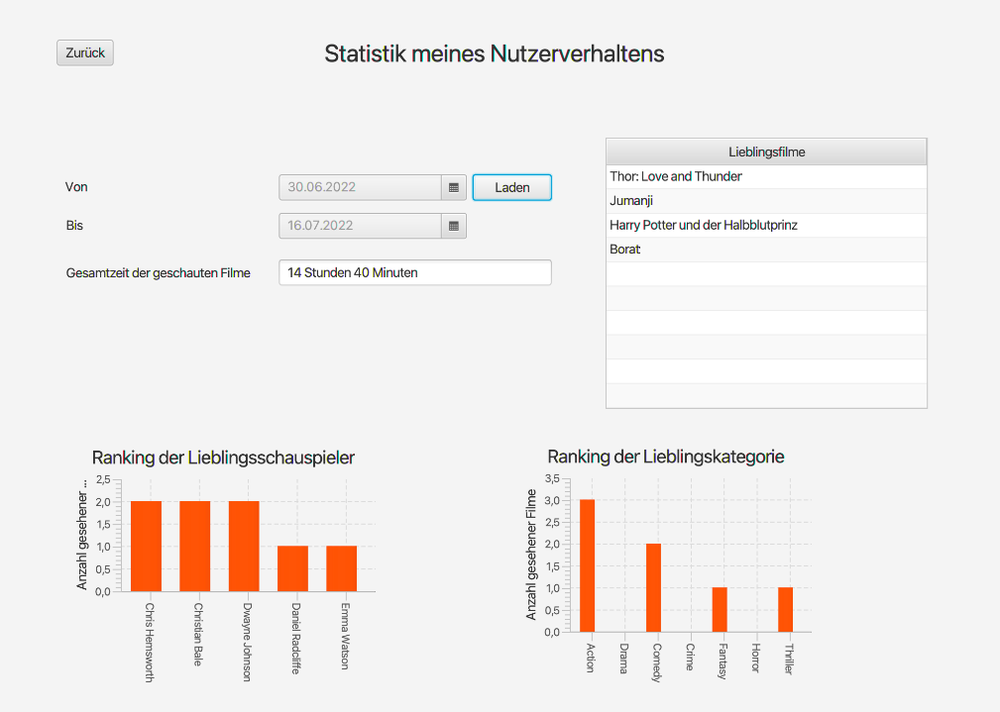 Zurück
Statistik meines Nutzerverhaltens
Von
30.06.2022
Laden
Bis
16.07.2022
Gesamtzeit der geschauten Filme
14 Stunden 40 Minuten
Lieblingsfilme
Thor: Love and Thunder
Jumanji
Harry Potter und der Halbblutprinz
Borat
Ranking der Lieblingsschauspieler
Anzahl gesehener ...
2,5
2,0
1,5
1,0
0,5
0,0
Chris Hemsworth
Christian Bale
Dwayne Johnson
Daniel Radcliffe
Emma Watson
Ranking der Lieblingskategorie
Anzahl gesehener Filme
3,5
3,0
2,5
2,0
1,5
1,0
0,5
0,0
Action
Drama
Comedy
Crime
Fantasy
Horror
Thriller